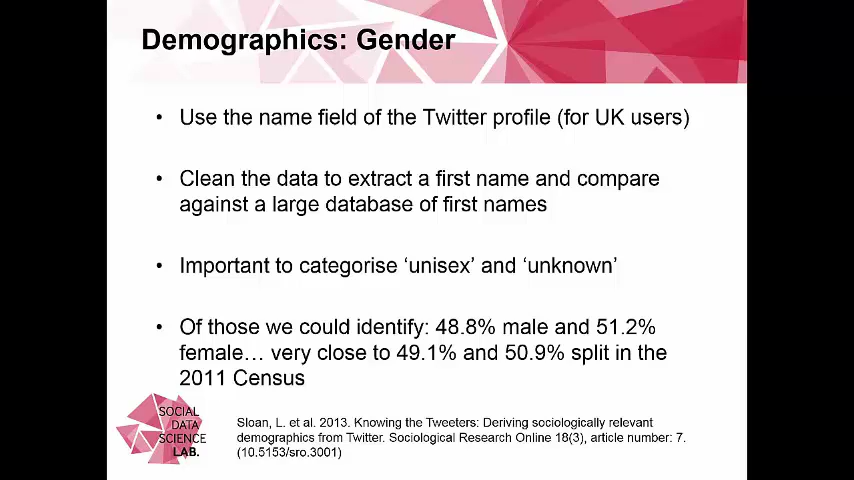 Demographics: Gender
• Use the name field of the Twitter profile (for UK users)
• Clean the data to extract a first name and compare
against a large database of first names
• Important to categorise ‘unisex’ and ‘unknown’
• Of those we could identify: 48.8% male and 51.2%
female… very close to 49.1% and 50.9% split in the
2011 Census
SOCIAL
DATA
SCIENCE
LAB.
Sloan, L. et al. 2013. Knowing the Tweeters: Deriving sociologically relevant
demographics from Twitter. Sociological Research Online 18(3), article number: 7.
(10.5153/sro.3001)